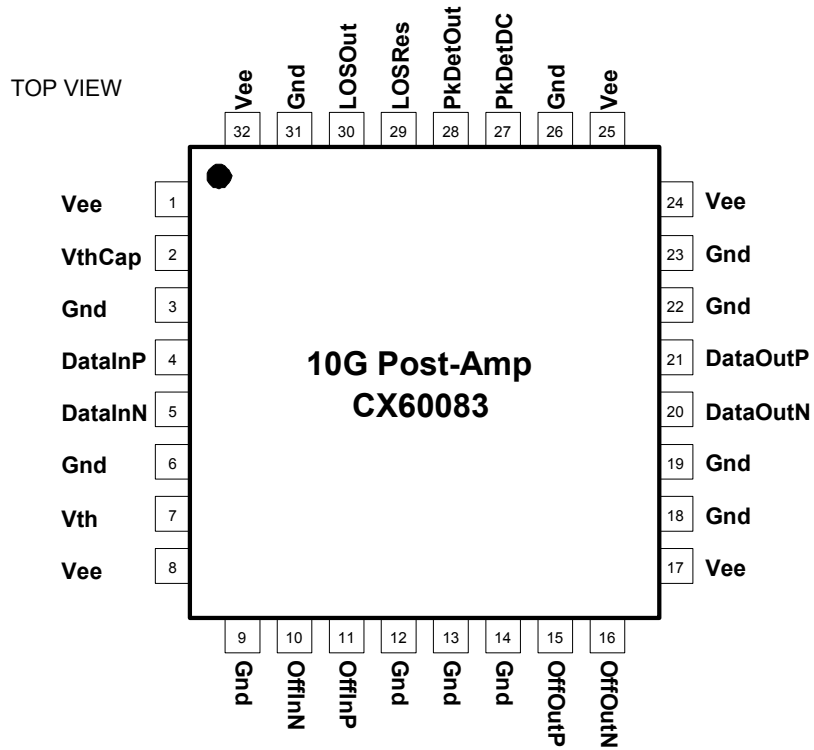 TOP VIEW
Vee
Gnd
LOSOut
LOSRes
PkDetOut
PkDetDC
Gnd
Vee
32 31 30 29 28 27 26 25
Vee 1
VthCap 2
Gnd 3
DataInP 4
DataInN 5
Gnd 6
Vth 7
Vee 8
10G Post-Amp
CX60083
24 Vee
23 Gnd
22 Gnd
21 DataOutP
20 DataOutN
19 Gnd
18 Gnd
17 Vee
9 10 11 12 13 14 15 16
Gnd
OffInN
OffInP
Gnd
Gnd
Gnd
OffOutP
OffOutN